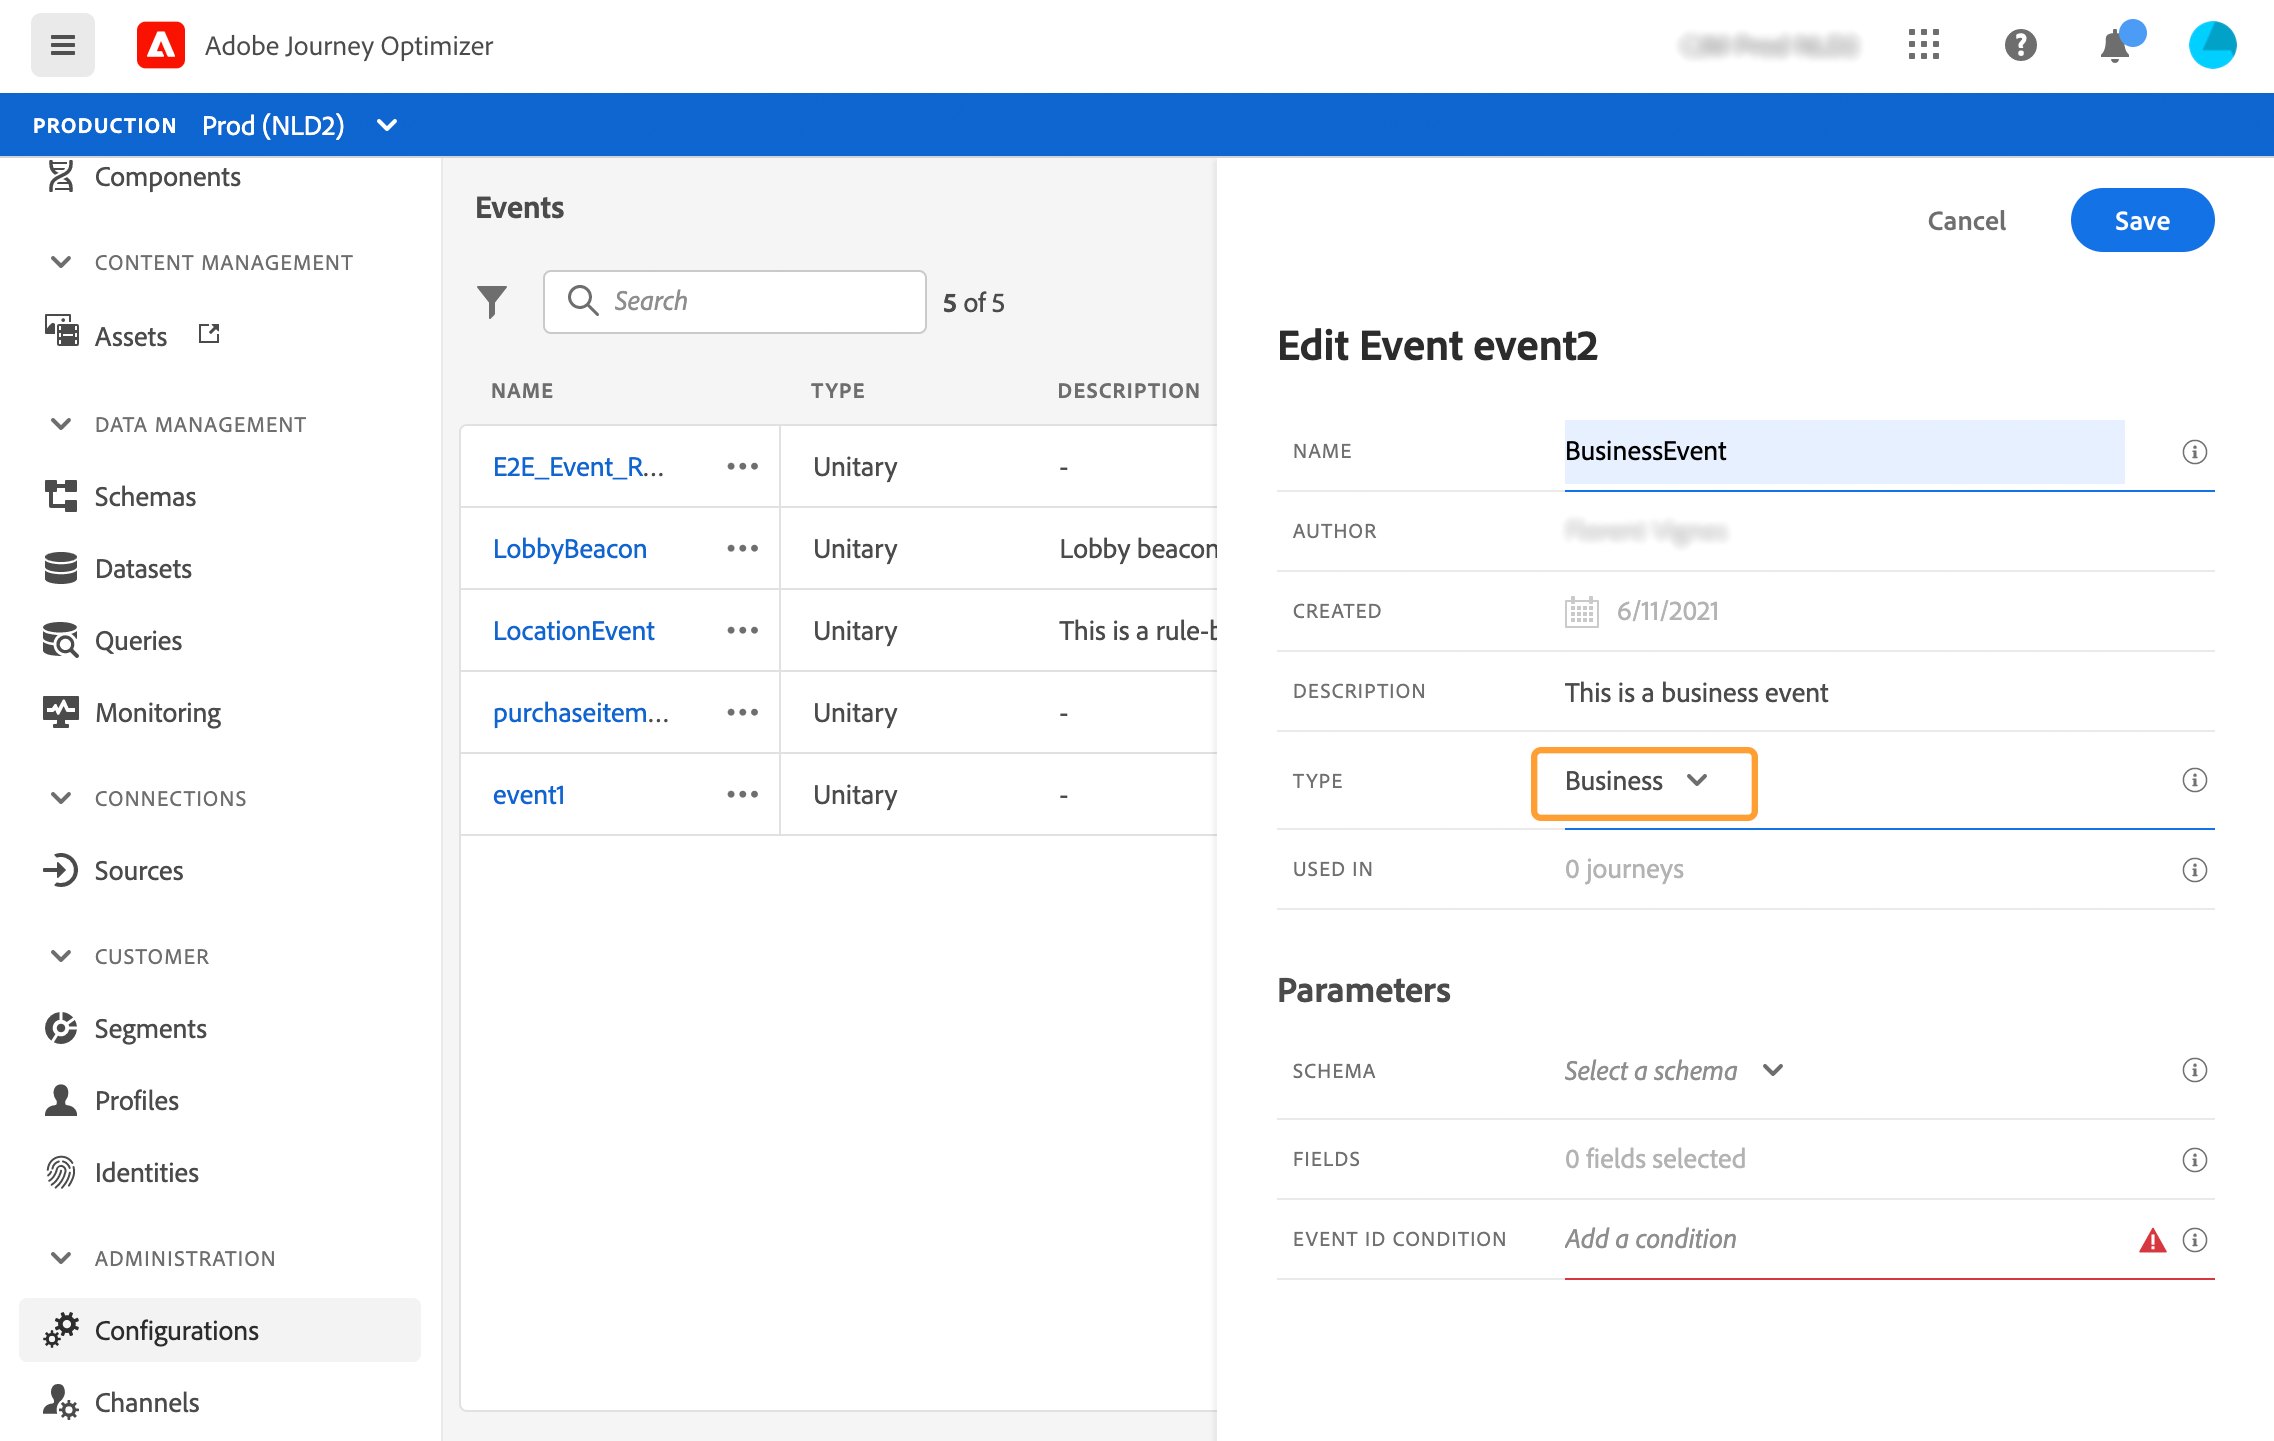 Adobe Journey Optimizer
PRODUCTION Prod (NLD2)
Components
CONTENT MANAGEMENT
Assets
DATA MANAGEMENT
Schemas
Datasets
Queries
Monitoring
CONNECTIONS
Sources
CUSTOMER
Segments
Profiles
Identities
ADMINISTRATION
Configurations
Channels
Events
Search
5 of 5
NAME TYPE DESCRIPTION
E2E_Event_R... ••• Unitary -
LobbyBeacon ••• Unitary Lobby beacon
LocationEvent ••• Unitary This is a rule-b
purchaseitem... ••• Unitary -
event1 ••• Unitary -
Cancel Save
Edit Event event2
NAME BusinessEvent
AUTHOR
CREATED 6/11/2021
DESCRIPTION This is a business event
TYPE Business
USED IN 0 journeys
Parameters
SCHEMA Select a schema
FIELDS 0 fields selected
EVENT ID CONDITION Add a condition